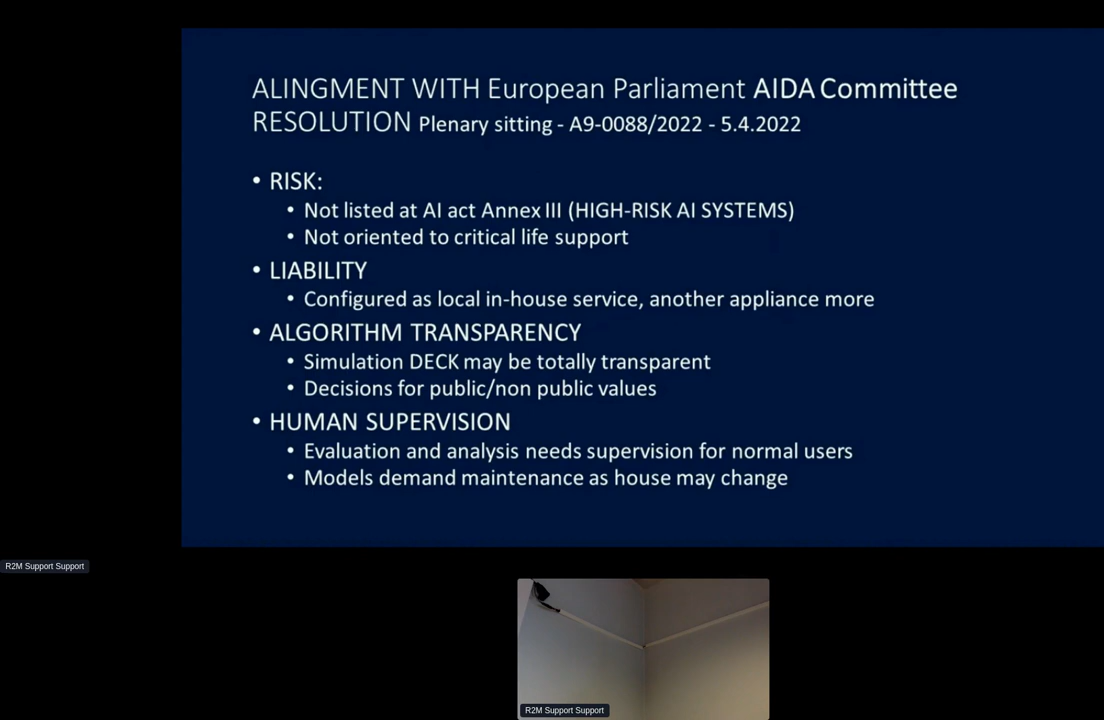 ALINGMENT WITH European Parliament AIDA Committee
RESOLUTION Plenary sitting - A9-0088/2022 - 5.4.2022
• RISK:
• Not listed at AI act Annex III (HIGH-RISK AI SYSTEMS)
• Not oriented to critical life support
• LIABILITY
• Configured as local in-house service, another appliance more
• ALGORITHM TRANSPARENCY
• Simulation DECK may be totally transparent
• Decisions for public/non public values
• HUMAN SUPERVISION
• Evaluation and analysis needs supervision for normal users
• Models demand maintenance as house may change
R2M Support Support
R2M Support Support